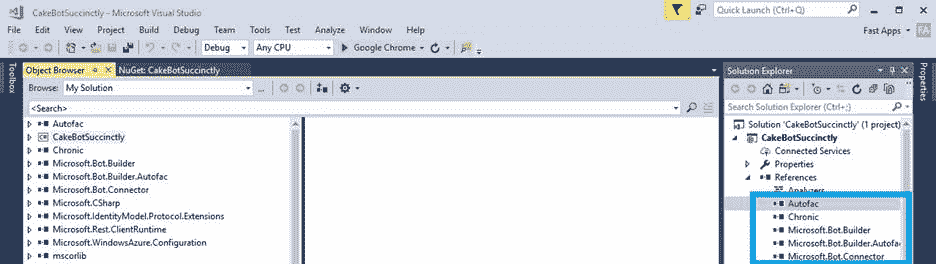 CakeBotSuccinctly - Microsoft Visual Studio
Quick Launch (Ctrl+Q)
File Edit View Project Build Debug Team Tools Test Analyze Window Help
Fast Apps FA
Debug Any CPU Google Chrome
Toolbox
Object Browser NuGet: CakeBotSuccinctly
Browse: My Solution ...
<Search>
Autofac
CakeBotSuccinctly
Chronic
Microsoft.Bot.Builder
Microsoft.Bot.Builder.Autofac
Microsoft.Bot.Connector
Microsoft.CSharp
Microsoft.IdentityModel.Protocol.Extensions
Microsoft.Rest.ClientRuntime
Microsoft.WindowsAzure.Configuration
mscorlib
Solution Explorer
Search Solution Explorer (Ctrl+;)
Solution 'CakeBotSuccinctly' (1 project)
CakeBotSuccinctly
Connected Services
Properties
References
Analyzers
Autofac
Chronic
Microsoft.Bot.Builder
Microsoft.Bot.Builder.Autofa
Microsoft.Bot.Connector
Properties